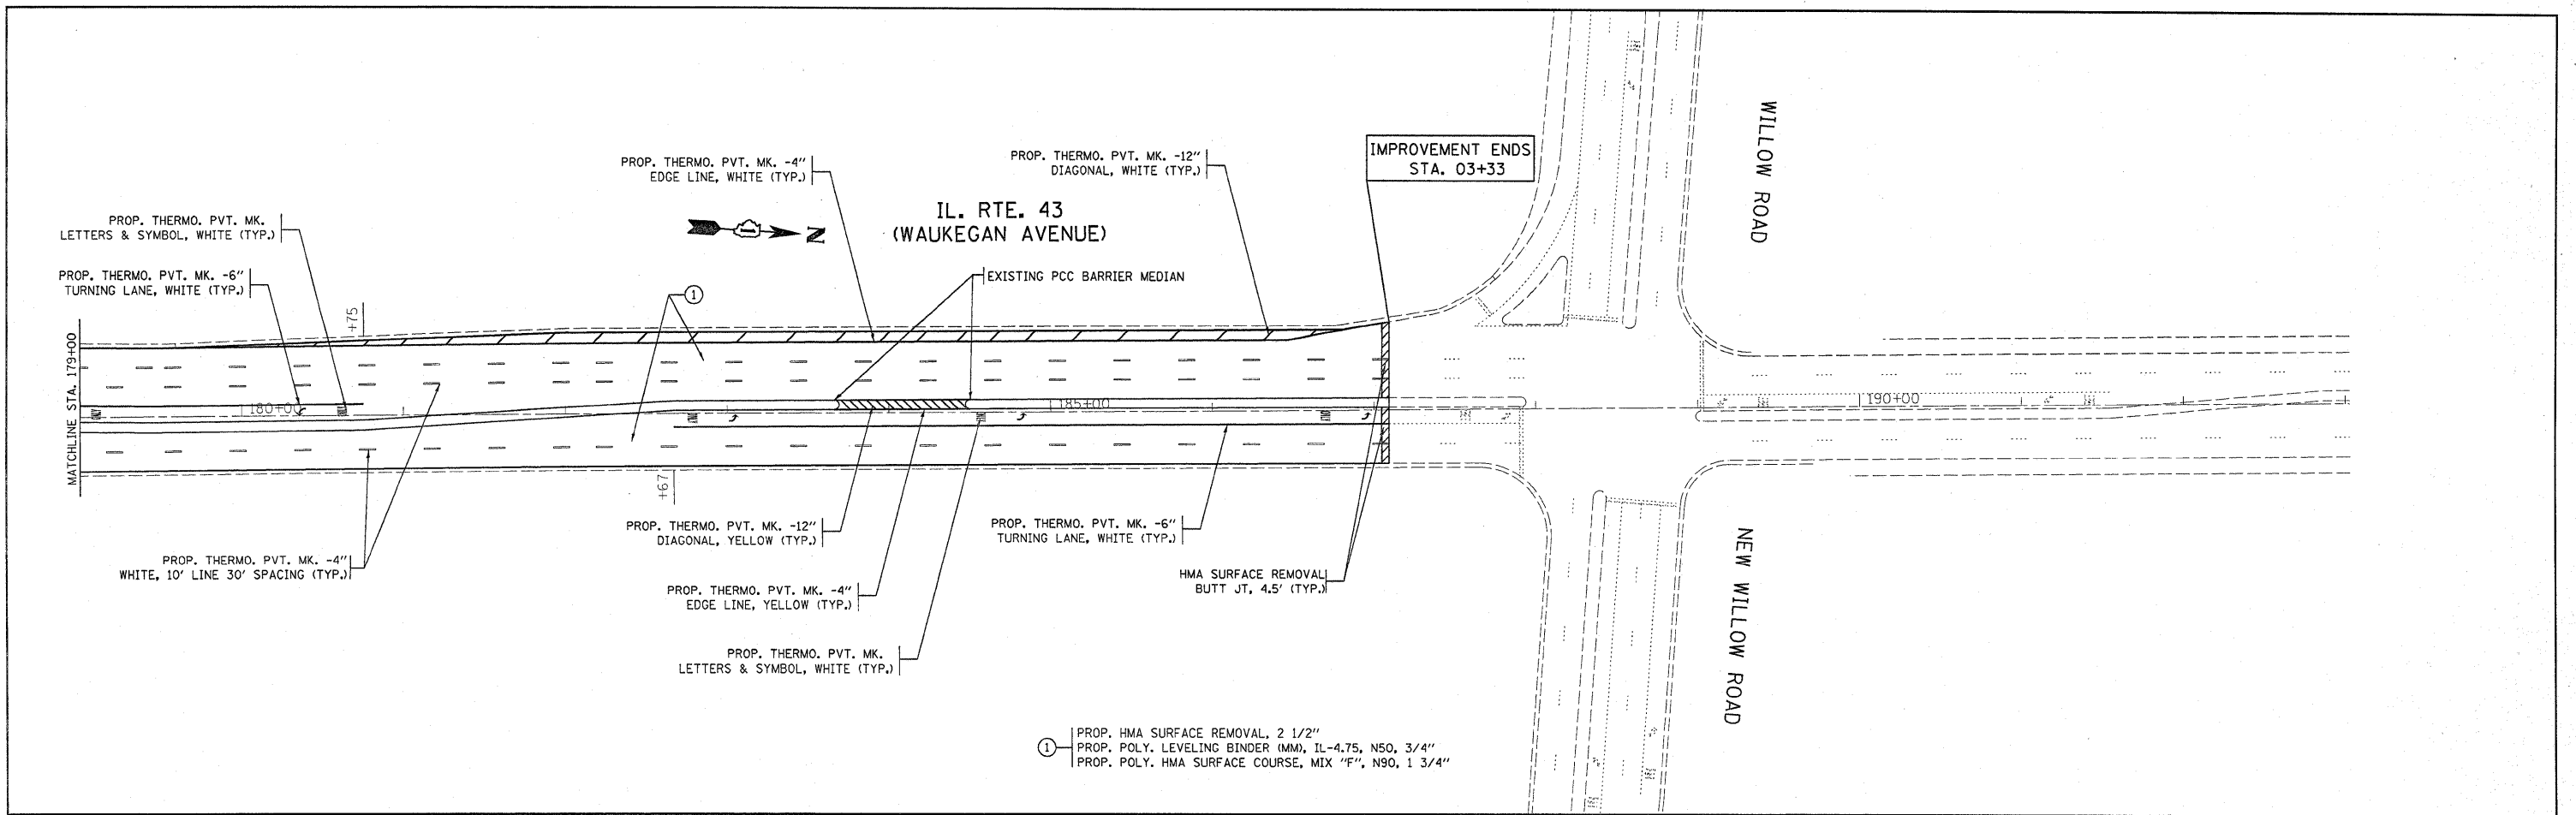 PROP. THERMO. PVT. MK.
LETTERS & SYMBOL, WHITE (TYP.)
PROP. THERMO. PVT. MK. -6"
TURNING LANE, WHITE (TYP.)
PROP. THERMO. PVT. MK. -4"
EDGE LINE, WHITE (TYP.)
PROP. THERMO. PVT. MK. -12"
DIAGONAL, WHITE (TYP.)
IMPROVEMENT ENDS
STA. 03+33
IL. RTE. 43
(WAUKEGAN AVENUE)
N
EXISTING PCC BARRIER MEDIAN
1
+75
MATCHLINE STA. 179+00
180+00
185+00
190+00
+67
WILLOW ROAD
NEW WILLOW ROAD
PROP. THERMO. PVT. MK. -4"
WHITE, 10' LINE 30' SPACING (TYP.)
PROP. THERMO. PVT. MK. -12"
DIAGONAL, YELLOW (TYP.)
PROP. THERMO. PVT. MK. -4"
EDGE LINE, YELLOW (TYP.)
PROP. THERMO. PVT. MK.
LETTERS & SYMBOL, WHITE (TYP.)
PROP. THERMO. PVT. MK. -6"
TURNING LANE, WHITE (TYP.)
HMA SURFACE REMOVAL
BUTT JT, 4.5' (TYP.)
1
PROP. HMA SURFACE REMOVAL, 2 1/2"
PROP. POLY. LEVELING BINDER (MM), IL-4.75, N50, 3/4"
PROP. POLY. HMA SURFACE COURSE, MIX "F", N90, 1 3/4"